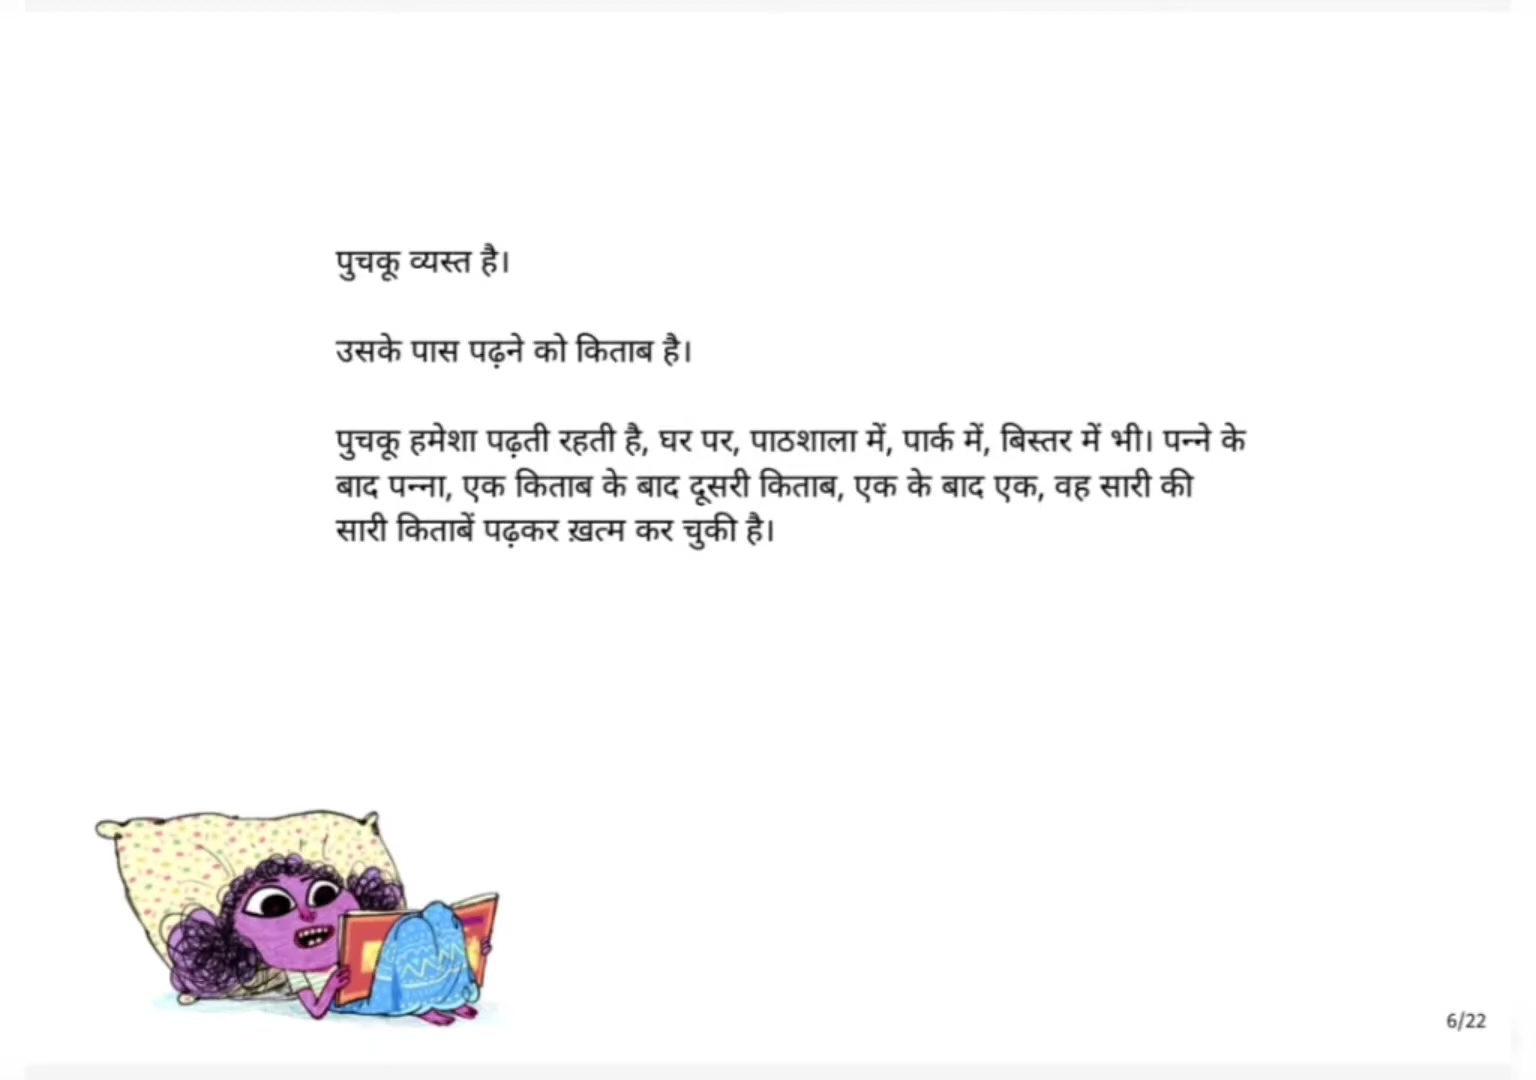 पुचकू व्यस्त है।
उसके पास पढ़ने को किताब है।
पुचकू हमेशा पढ़ती रहती है, घर पर, पाठशाला में, पार्क में, बिस्तर में भी। पन्ने के
बाद पन्ना, एक किताब के बाद दूसरी किताब, एक के बाद एक, वह सारी की
सारी किताबें पढ़कर ख़त्म कर चुकी है।
6/22